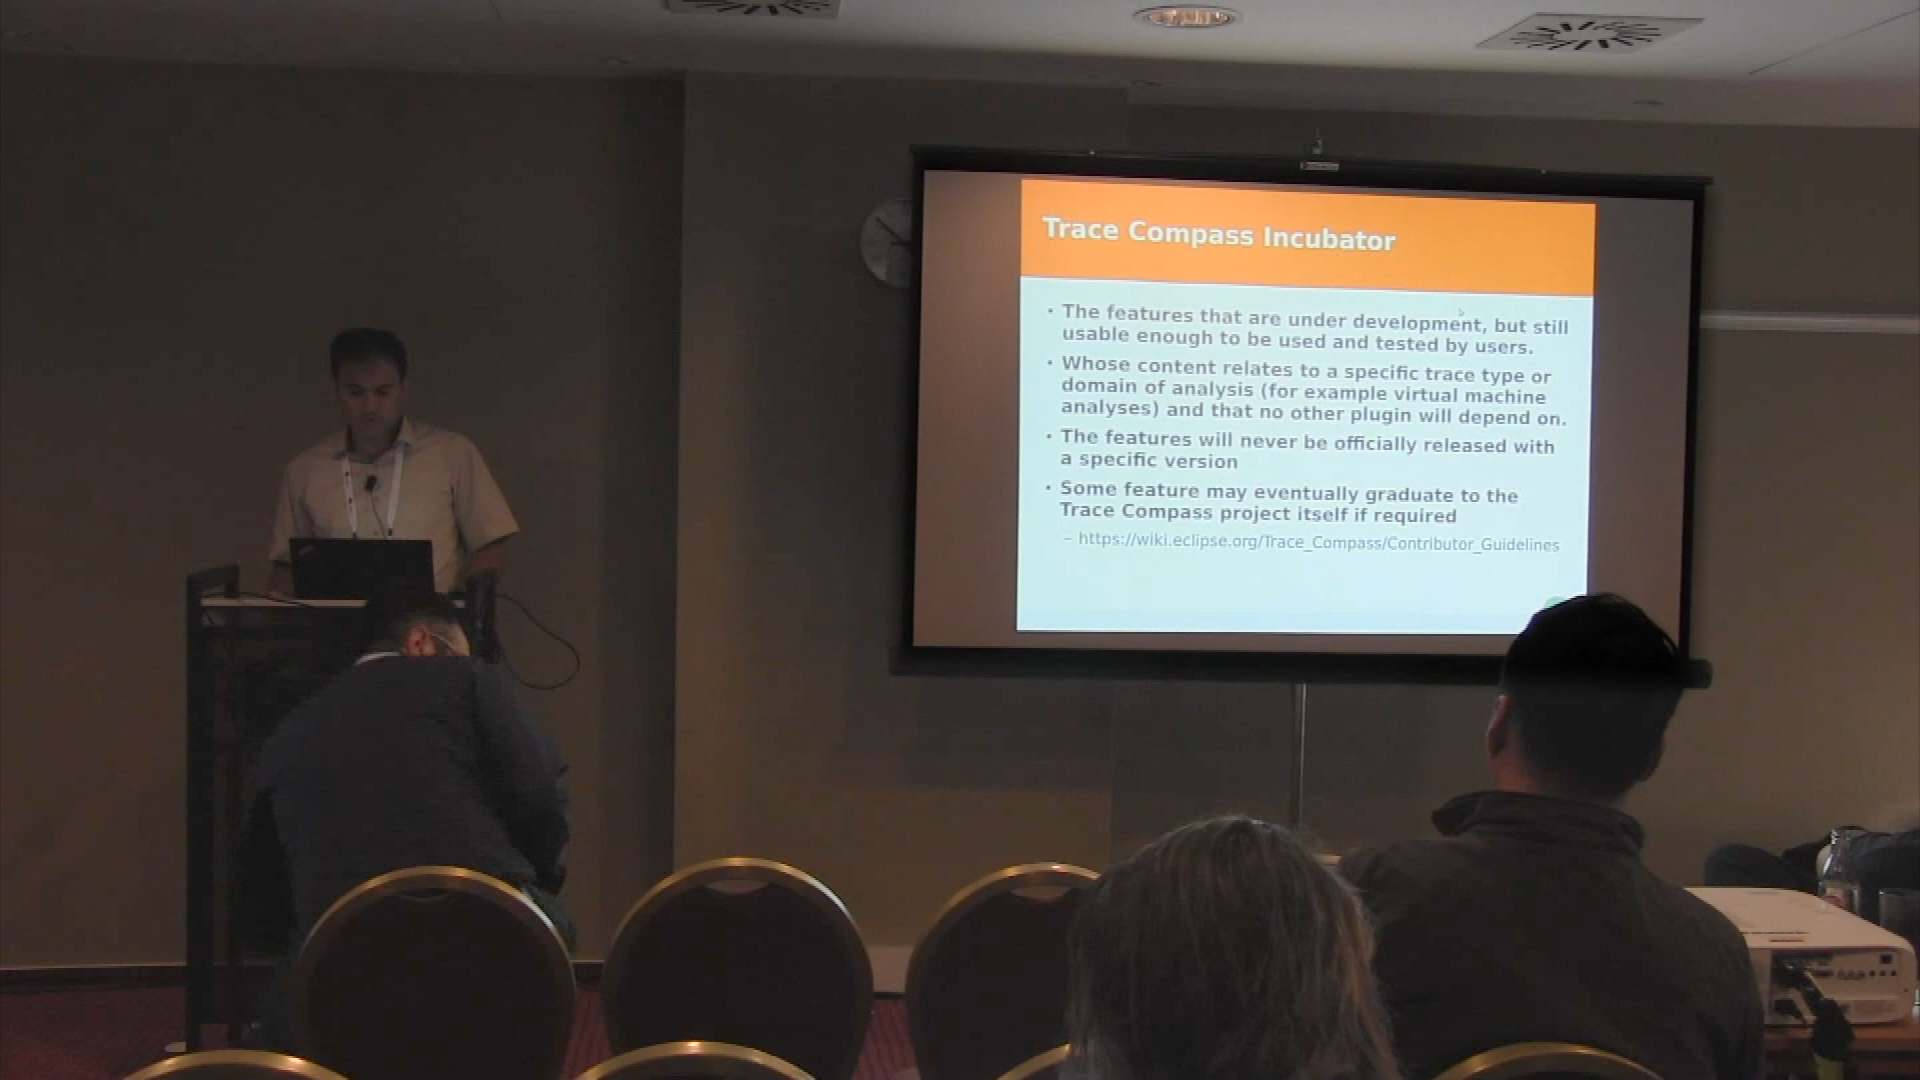 Trace Compass Incubator
• The features that are under development, but still
usable enough to be used and tested by users.
• Whose content relates to a specific trace type or
domain of analysis (for example virtual machine
analyses) and that no other plugin will depend on.
• The features will never be officially released with
a specific version
• Some feature may eventually graduate to the
Trace Compass project itself if required
– https://wiki.eclipse.org/Trace_Compass/Contributor_Guidelines